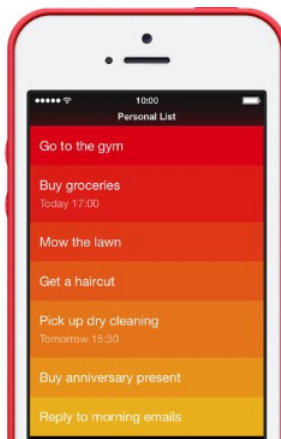 10:00
Personal List
Go to the gym
Buy groceries
Today 17:00
Mow the lawn
Get a haircut
Pick up dry cleaning
Tomorrow 15:30
Buy anniversary present
Reply to morning emails